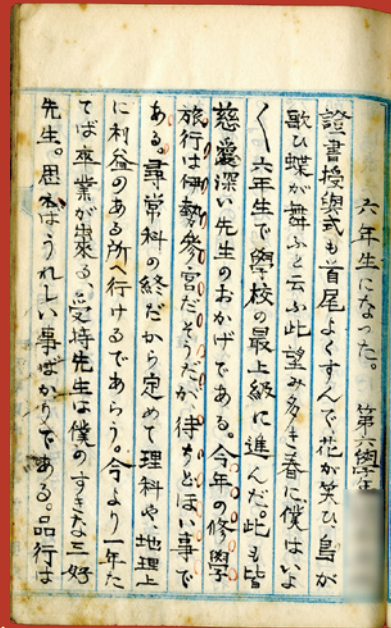 六年生になった。 第六學年
證書授與式も首尾よくすんで、花が笑ひ、鳥が
歌ひ蝶が舞ふと云ふ此望み多き春に、僕はいよ
〱六年生で學校の最上級に進んだ。此も皆
慈愛深い先生のおかげである。今年の修學
旅行は伊勢參宮だそうだが、待ちどほい事で
ある。尋常科の終だから定めて理科や、地理上
に利益のある所へ行けるであらう。今より一年た
てば卒業が出來る、受持先生は僕のすきな三好
先生。思へばうれしい事ばかりである。品行は